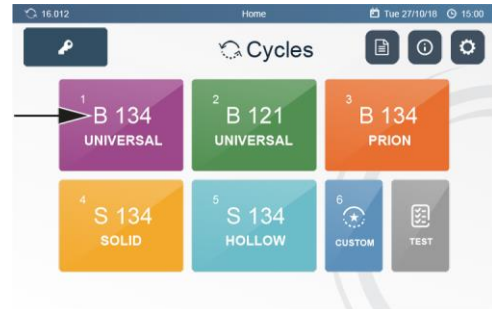 16.012 Home Tue 27/10/18 15:00
Cycles
1 B 134 UNIVERSAL
2 B 121 UNIVERSAL
3 B 134 PRION
4 S 134 SOLID
5 S 134 HOLLOW
6 CUSTOM
TEST